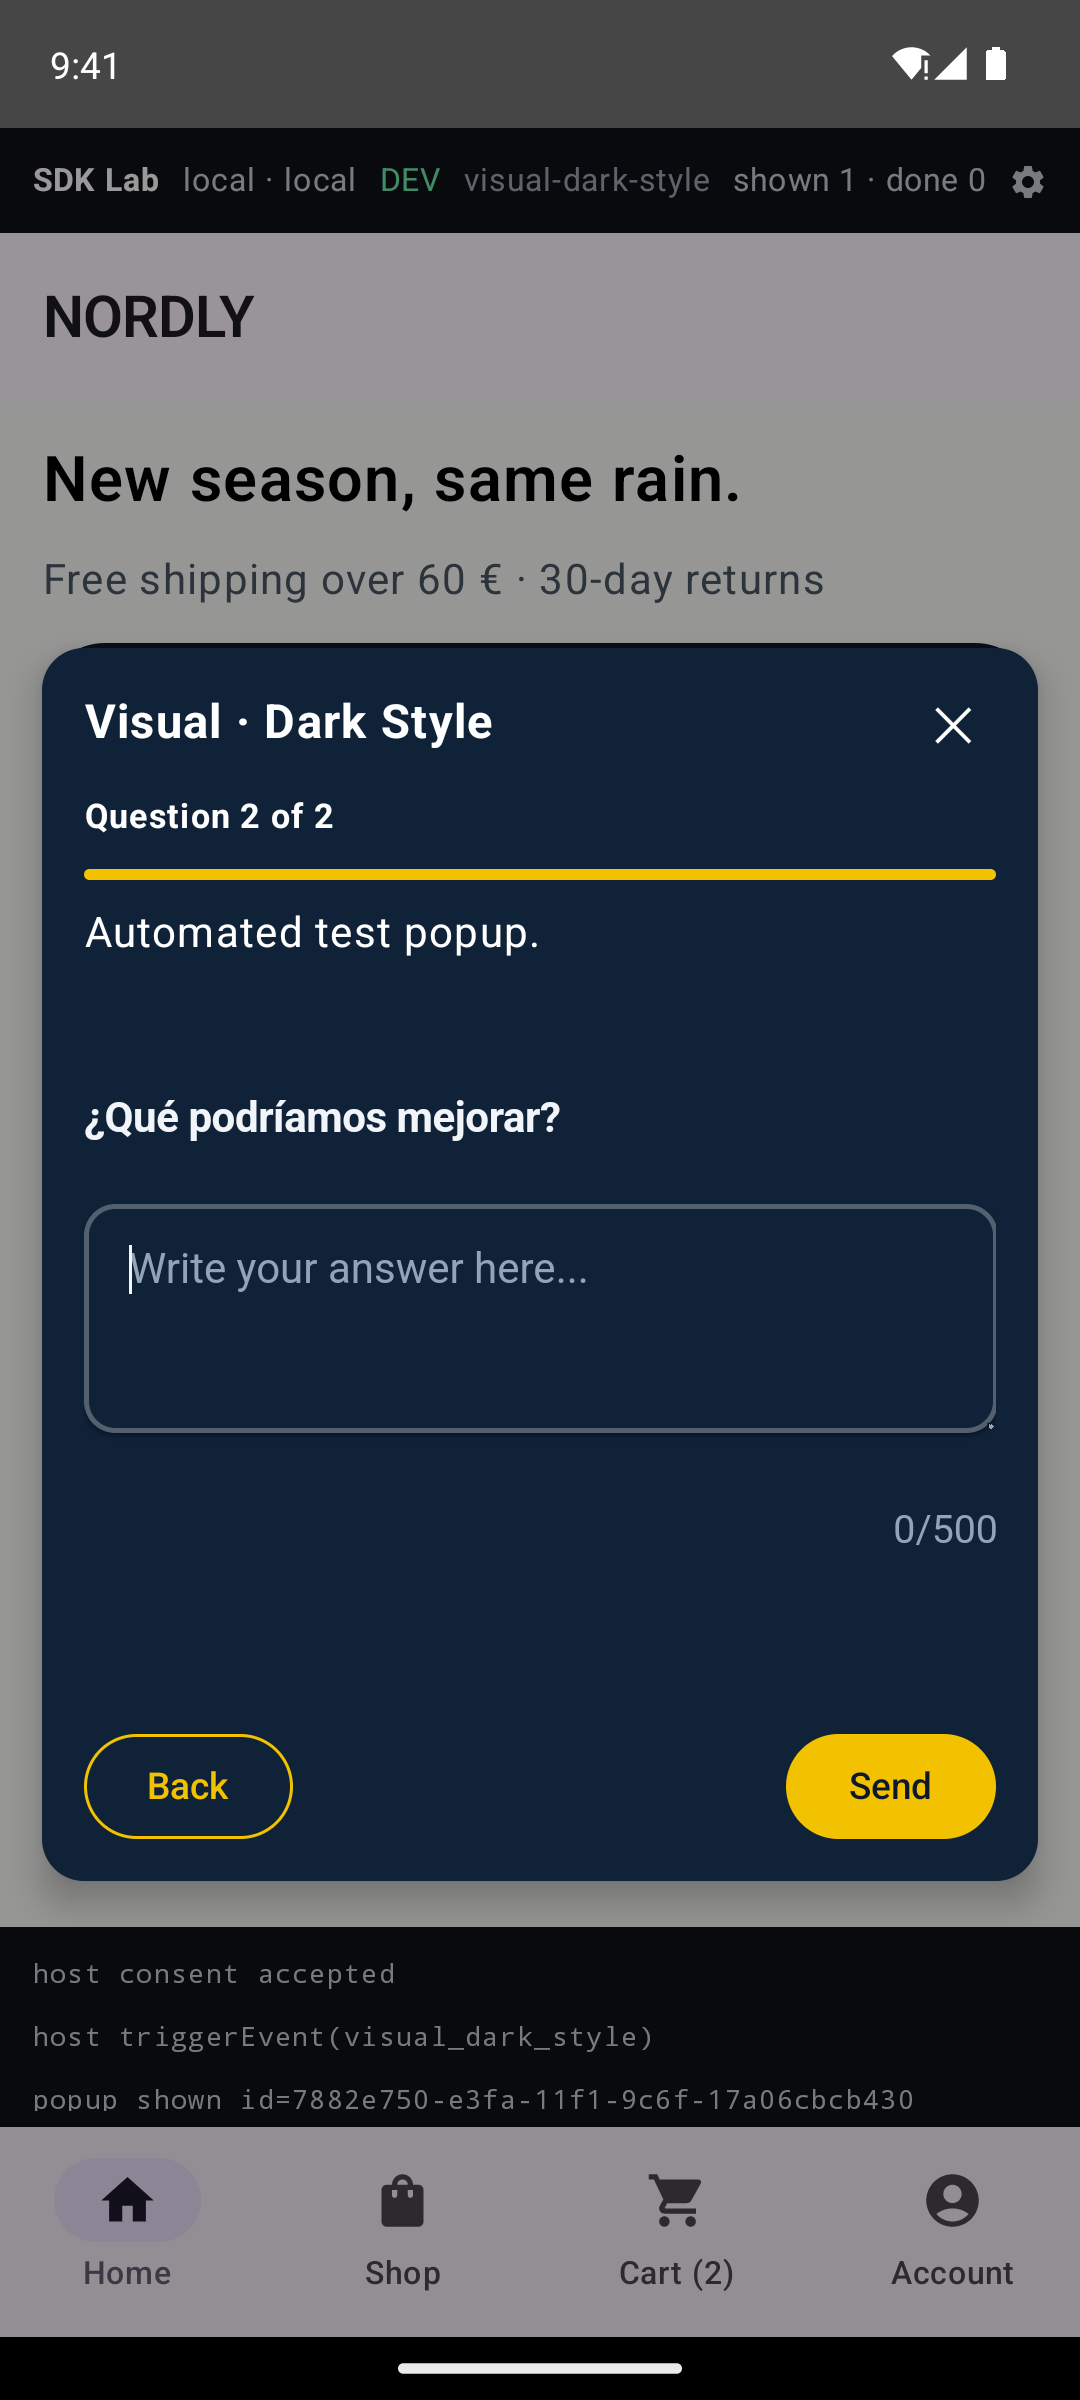 9:41
SDK Lab local · local DEV visual-dark-style shown 1 · done 0
NORDLY
New season, same rain.
Free shipping over 60 € · 30-day returns
Visual · Dark Style
Question 2 of 2
Automated test popup.
¿Qué podríamos mejorar?
Write your answer here...
0/500
Back Send
host consent accepted
host triggerEvent(visual_dark_style)
popup shown id=7882e750-e3fa-11f1-9c6f-17a06cbcb430
Home Shop Cart (2) Account